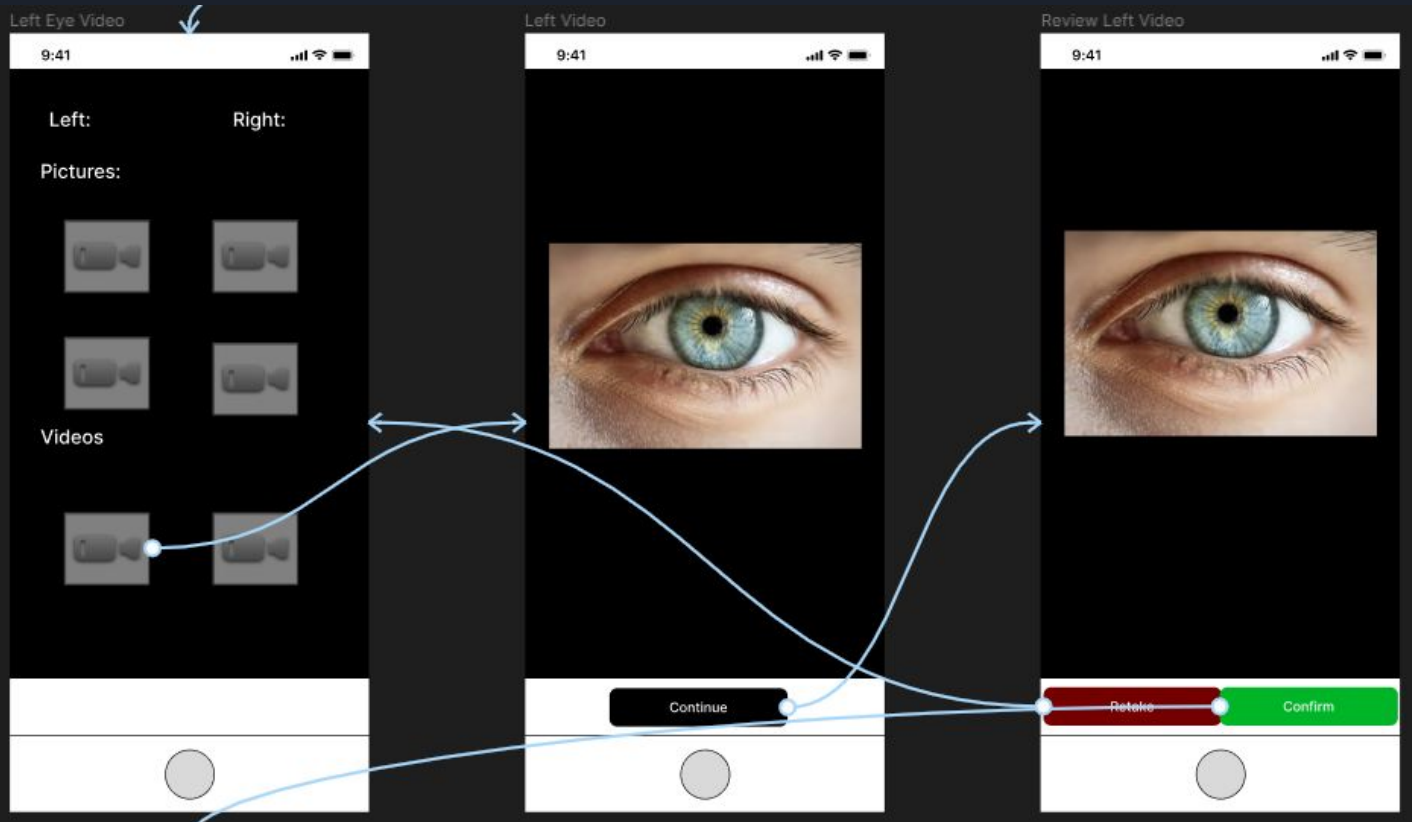 Left Eye Video
9:41
Left:
Right:
Pictures:
Videos
Left Video
9:41
Continue
Review Left Video
9:41
Retake
Confirm